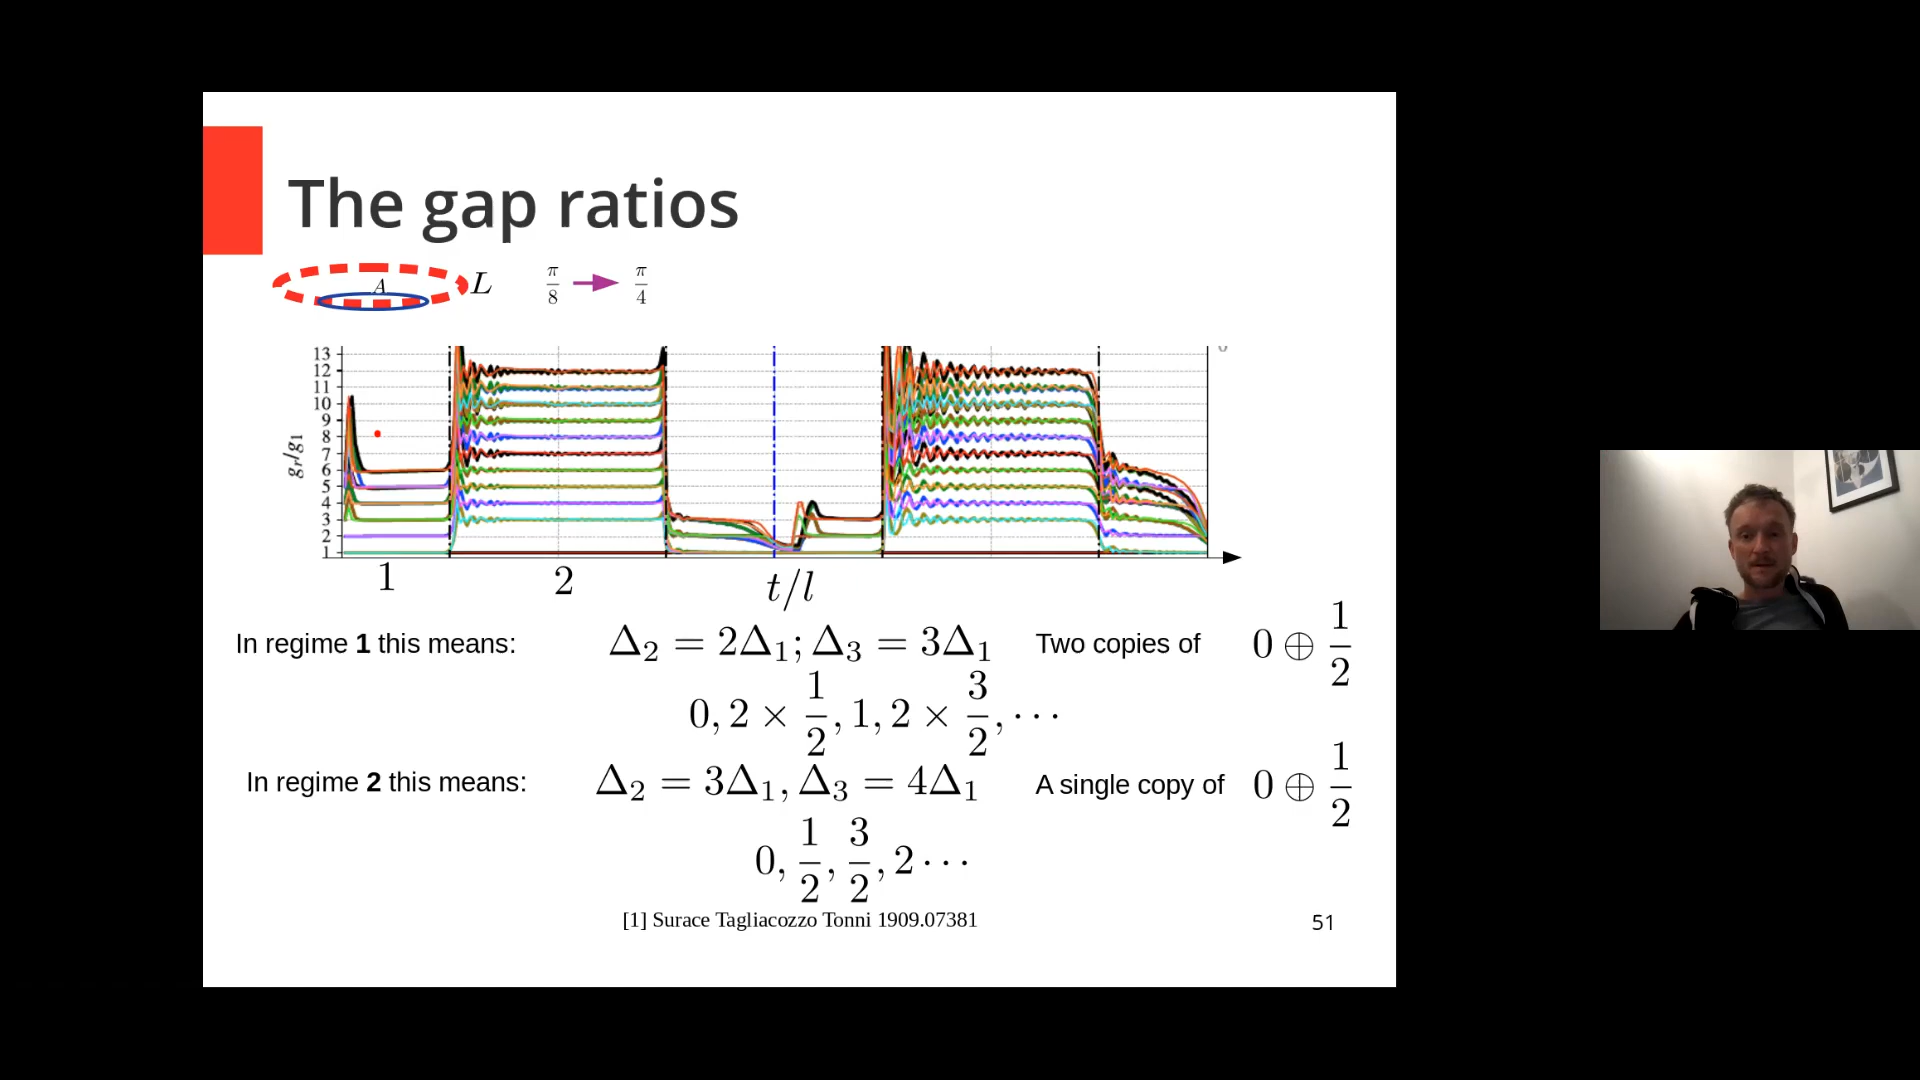 The gap ratios
A L π/8 π/4
13
12
11
10
9
8
7
6
5
4
3
2
1
g_r/g_1
0
1 2 t/l
In regime 1 this means: Δ₂ = 2Δ₁; Δ₃ = 3Δ₁ Two copies of 0 ⊕ 1/2
0, 2 × 1/2, 1, 2 × 3/2, ⋯
In regime 2 this means: Δ₂ = 3Δ₁, Δ₃ = 4Δ₁ A single copy of 0 ⊕ 1/2
0, 1/2, 3/2, 2 ⋯
[1] Surace Tagliacozzo Tonni 1909.07381
51